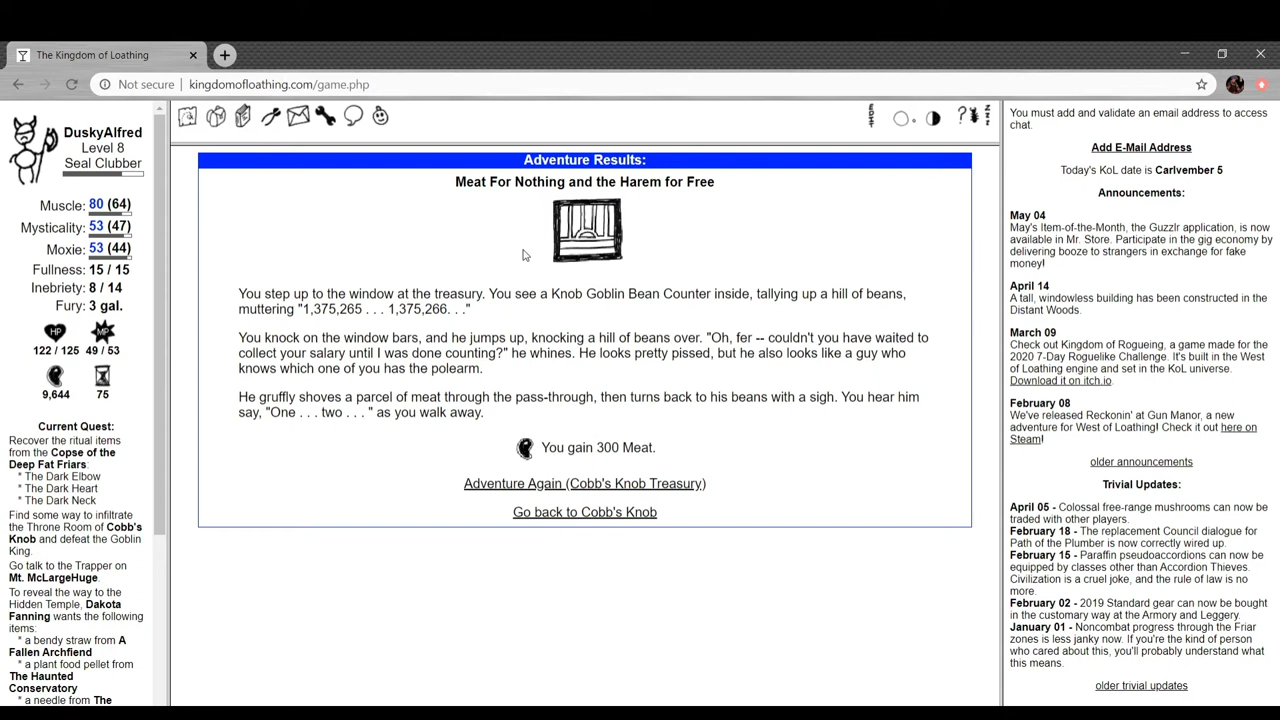 The Kingdom of Loathing
Not secure
kingdomofloathing.com/game.php
DuskyAlfred
Level 8
Seal Clubber
Muscle: 80 (64)
Mysticality: 53 (47)
Moxie: 53 (44)
Fullness: 15 / 15
Inebriety: 8 / 14
Fury: 3 gal.
HP
MP
122 / 125 49 / 53
9,644 75
Current Quest:
Recover the ritual items
from the Copse of the
Deep Fat Friars:
* The Dark Elbow
* The Dark Heart
* The Dark Neck
Find some way to infiltrate
the Throne Room of Cobb's
Knob and defeat the Goblin
King.
Go talk to the Trapper on
Mt. McLargeHuge.
To reveal the way to the
Hidden Temple, Dakota
Fanning wants the following
items:
* a bendy straw from A
Fallen Archfiend
* a plant food pellet from
The Haunted
Conservatory
* a needle from The
EDIT
? Z Z Z
Adventure Results:
Meat For Nothing and the Harem for Free
You step up to the window at the treasury. You see a Knob Goblin Bean Counter inside, tallying up a hill of beans,
muttering "1,375,265 . . . 1,375,266. . ."
You knock on the window bars, and he jumps up, knocking a hill of beans over. "Oh, fer -- couldn't you have waited to
collect your salary until I was done counting?" he whines. He looks pretty pissed, but he also looks like a guy who
knows which one of you has the polearm.
He gruffly shoves a parcel of meat through the pass-through, then turns back to his beans with a sigh. You hear him
say, "One . . . two . . . " as you walk away.
You gain 300 Meat.
Adventure Again (Cobb's Knob Treasury)
Go back to Cobb's Knob
You must add and validate an email address to access
chat.
Add E-Mail Address
Today's KoL date is Carlvember 5
Announcements:
May 04
May's Item-of-the-Month, the Guzzlr application, is now
available in Mr. Store. Participate in the gig economy by
delivering booze to strangers in exchange for fake
money!
April 14
A tall, windowless building has been constructed in the
Distant Woods.
March 09
Check out Kingdom of Rogueing, a game made for the
2020 7-Day Roguelike Challenge. It's built in the West
of Loathing engine and set in the KoL universe.
Download it on itch.io.
February 08
We've released Reckonin' at Gun Manor, a new
adventure for West of Loathing! Check it out here on
Steam!
older announcements
Trivial Updates:
April 05 - Colossal free-range mushrooms can now be
traded with other players.
February 18 - The replacement Council dialogue for
Path of the Plumber is now correctly wired up.
February 15 - Paraffin pseudoaccordions can now be
equipped by classes other than Accordion Thieves.
Civilization is a cruel joke, and the rule of law is no
more.
February 02 - 2019 Standard gear can now be bought
in the customary way at the Armory and Leggery.
January 01 - Noncombat progress through the Friar
zones is less janky now. If you're the kind of person
who cared about this, you'll probably understand what
this means.
older trivial updates